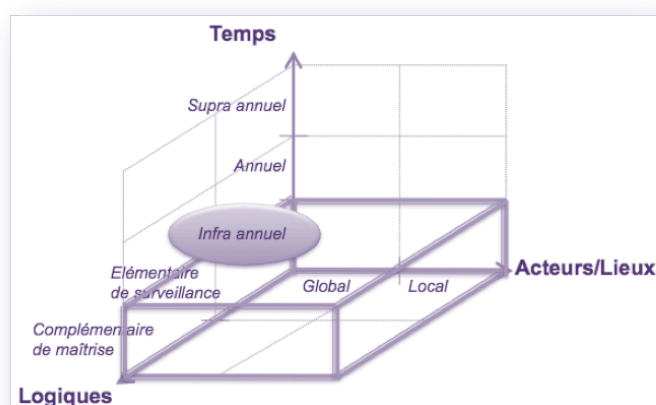 Temps
Supra annuel
Annuel
Infra annuel
Elémentaire
de surveillance
Global
Local
Acteurs/Lieux
Complémentaire
de maîtrise
Logiques